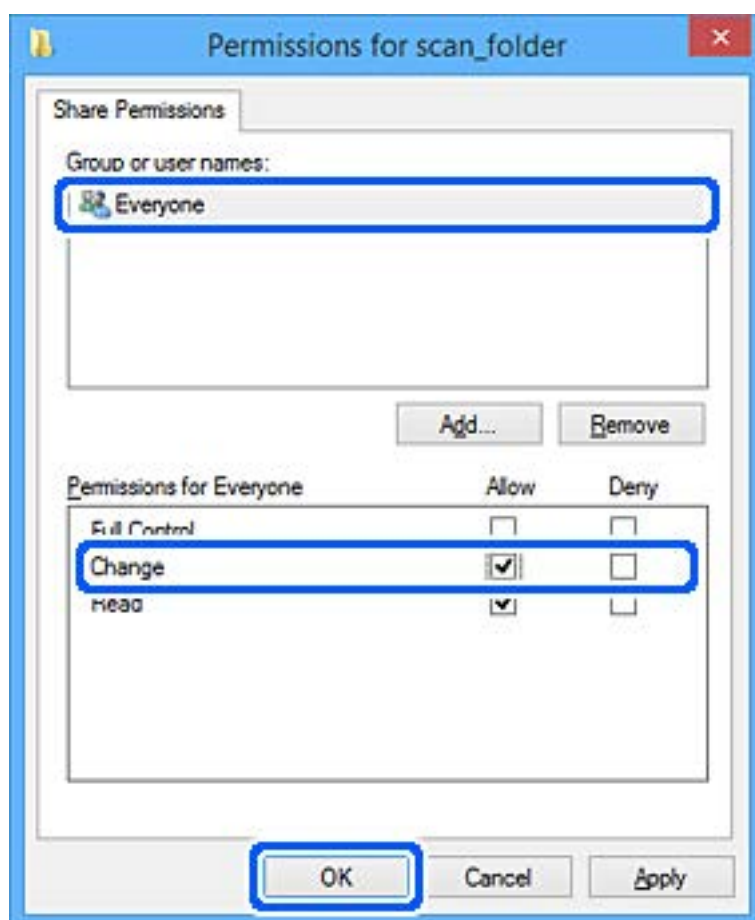 Permissions for scan_folder
Share Permissions
Group or user names:
Everyone
Add... Remove
Permissions for Everyone Allow Deny
Full Control
Change
Read
OK Cancel Apply